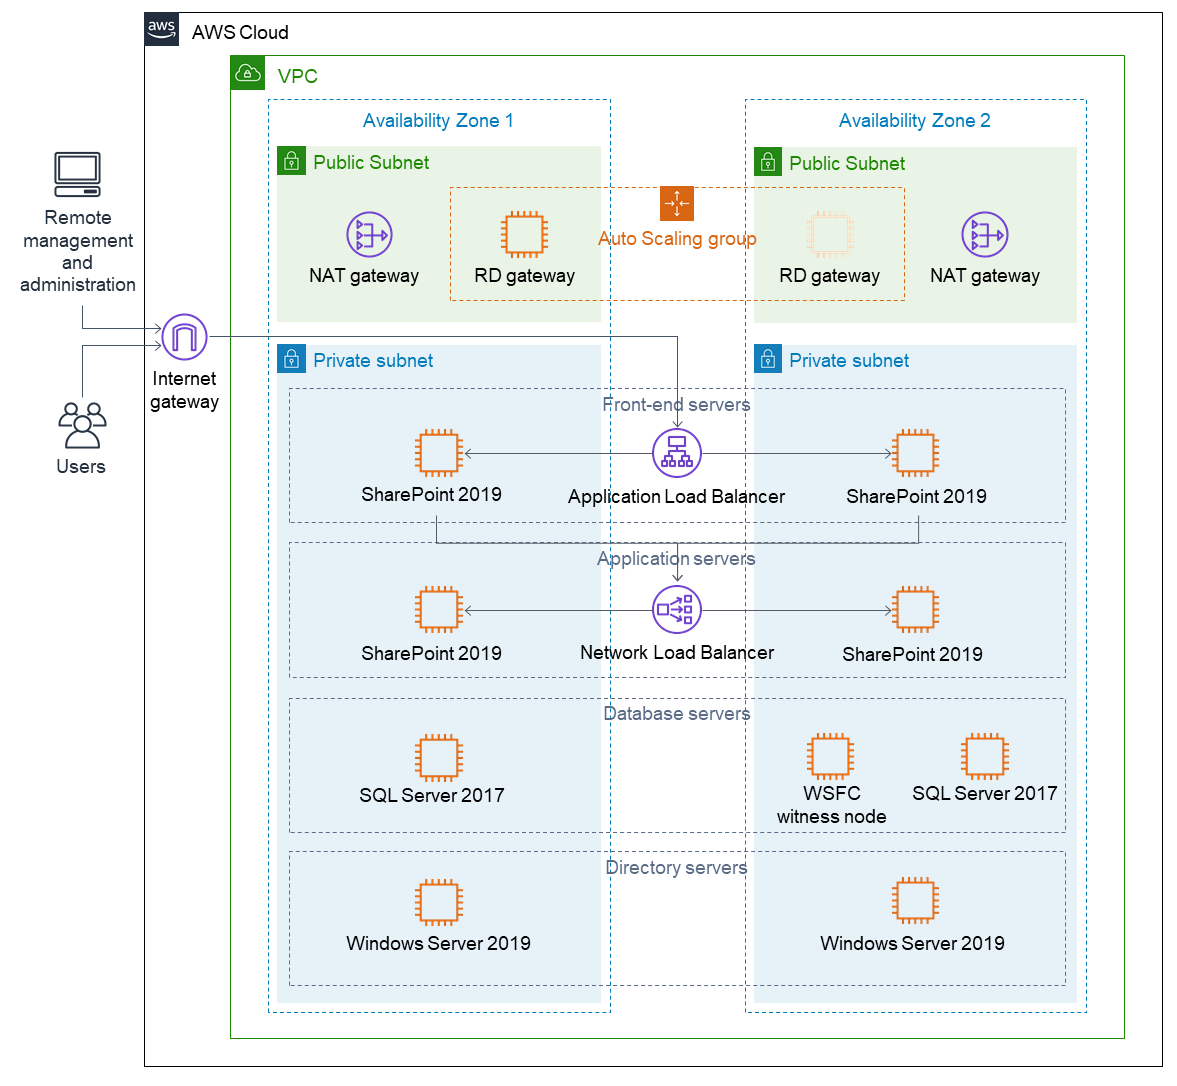 aws
AWS Cloud
VPC
Availability Zone 1
Availability Zone 2
Public Subnet
Public Subnet
Remote
management
and
administration
Auto Scaling group
NAT gateway
RD gateway
RD gateway
NAT gateway
Internet
gateway
Users
Private subnet
Private subnet
Front-end servers
SharePoint 2019
Application Load Balancer
SharePoint 2019
Application servers
SharePoint 2019
Network Load Balancer
SharePoint 2019
Database servers
SQL Server 2017
WSFC
witness node
SQL Server 2017
Directory servers
Windows Server 2019
Windows Server 2019